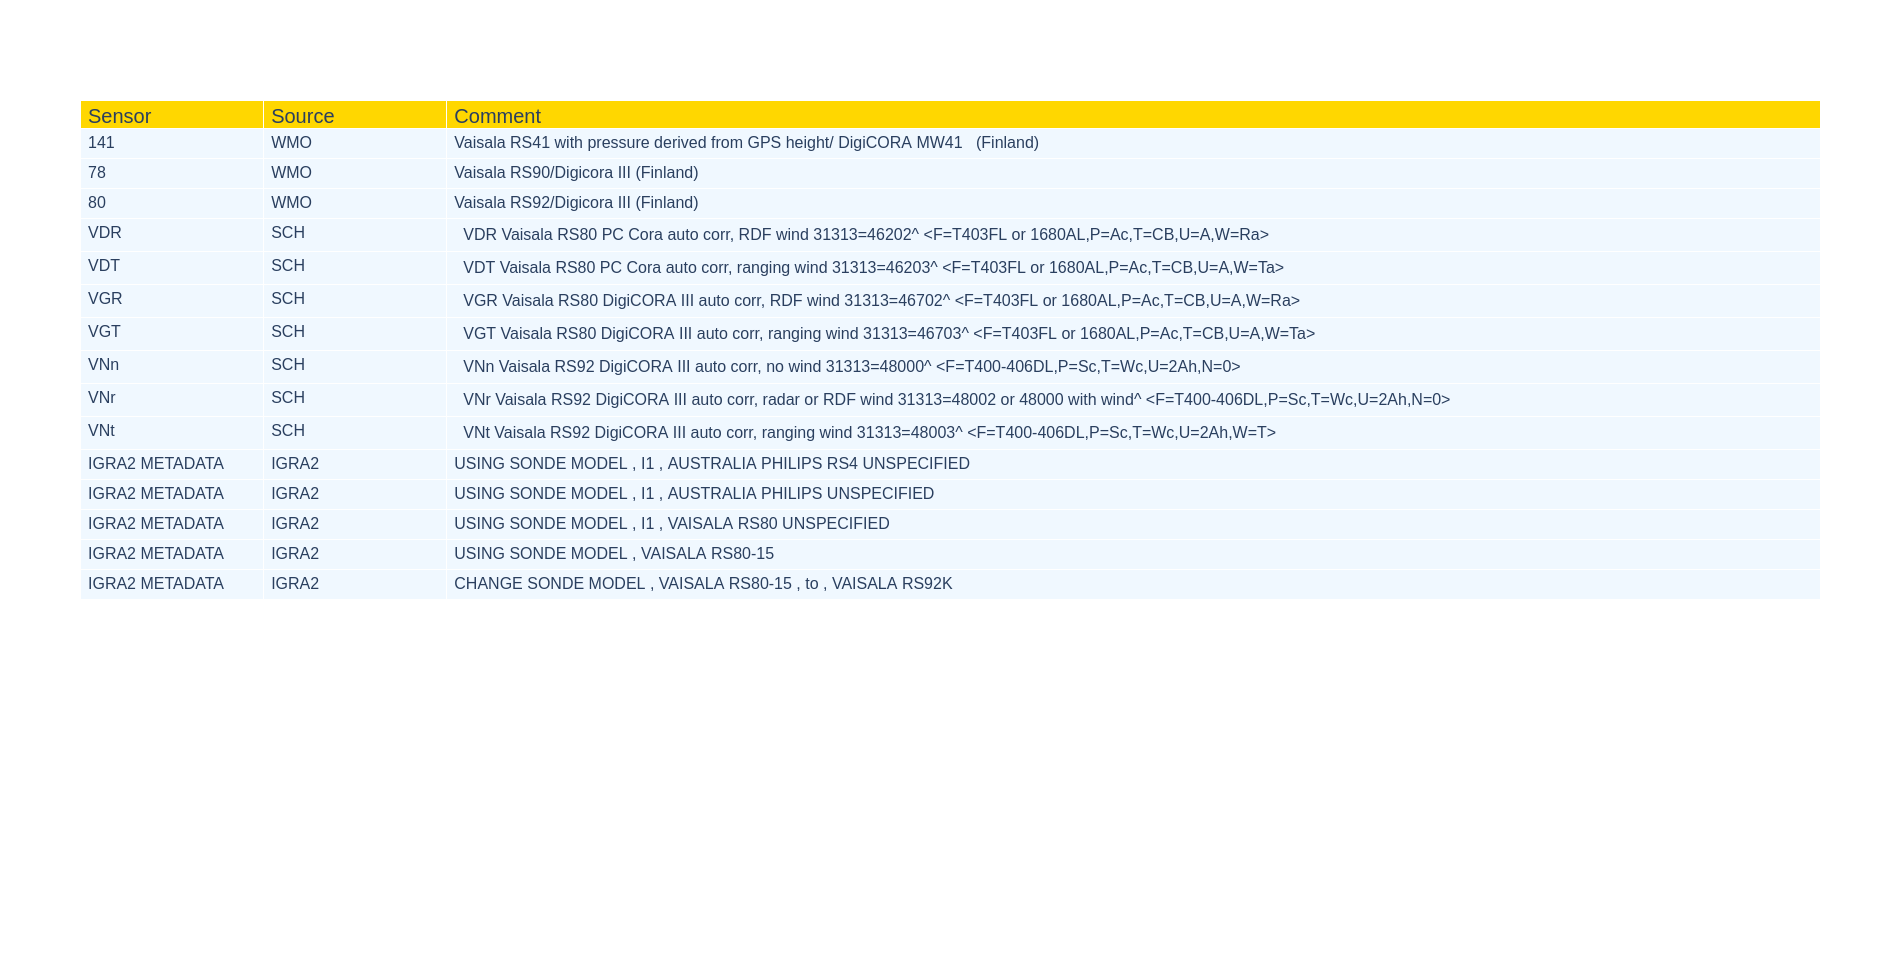 Sensor Source Comment
141 WMO Vaisala RS41 with pressure derived from GPS height/ DigiCORA MW41   (Finland)
78 WMO Vaisala RS90/Digicora III (Finland)
80 WMO Vaisala RS92/Digicora III (Finland)
VDR SCH VDR Vaisala RS80 PC Cora auto corr, RDF wind 31313=46202^ <F=T403FL or 1680AL,P=Ac,T=CB,U=A,W=Ra>
VDT SCH VDT Vaisala RS80 PC Cora auto corr, ranging wind 31313=46203^ <F=T403FL or 1680AL,P=Ac,T=CB,U=A,W=Ta>
VGR SCH VGR Vaisala RS80 DigiCORA III auto corr, RDF wind 31313=46702^ <F=T403FL or 1680AL,P=Ac,T=CB,U=A,W=Ra>
VGT SCH VGT Vaisala RS80 DigiCORA III auto corr, ranging wind 31313=46703^ <F=T403FL or 1680AL,P=Ac,T=CB,U=A,W=Ta>
VNn SCH VNn Vaisala RS92 DigiCORA III auto corr, no wind 31313=48000^ <F=T400-406DL,P=Sc,T=Wc,U=2Ah,N=0>
VNr SCH VNr Vaisala RS92 DigiCORA III auto corr, radar or RDF wind 31313=48002 or 48000 with wind^ <F=T400-406DL,P=Sc,T=Wc,U=2Ah,N=0>
VNt SCH VNt Vaisala RS92 DigiCORA III auto corr, ranging wind 31313=48003^ <F=T400-406DL,P=Sc,T=Wc,U=2Ah,W=T>
IGRA2 METADATA IGRA2 USING SONDE MODEL , I1 , AUSTRALIA PHILIPS RS4 UNSPECIFIED
IGRA2 METADATA IGRA2 USING SONDE MODEL , I1 , AUSTRALIA PHILIPS UNSPECIFIED
IGRA2 METADATA IGRA2 USING SONDE MODEL , I1 , VAISALA RS80 UNSPECIFIED
IGRA2 METADATA IGRA2 USING SONDE MODEL , VAISALA RS80-15
IGRA2 METADATA IGRA2 CHANGE SONDE MODEL , VAISALA RS80-15 , to , VAISALA RS92K